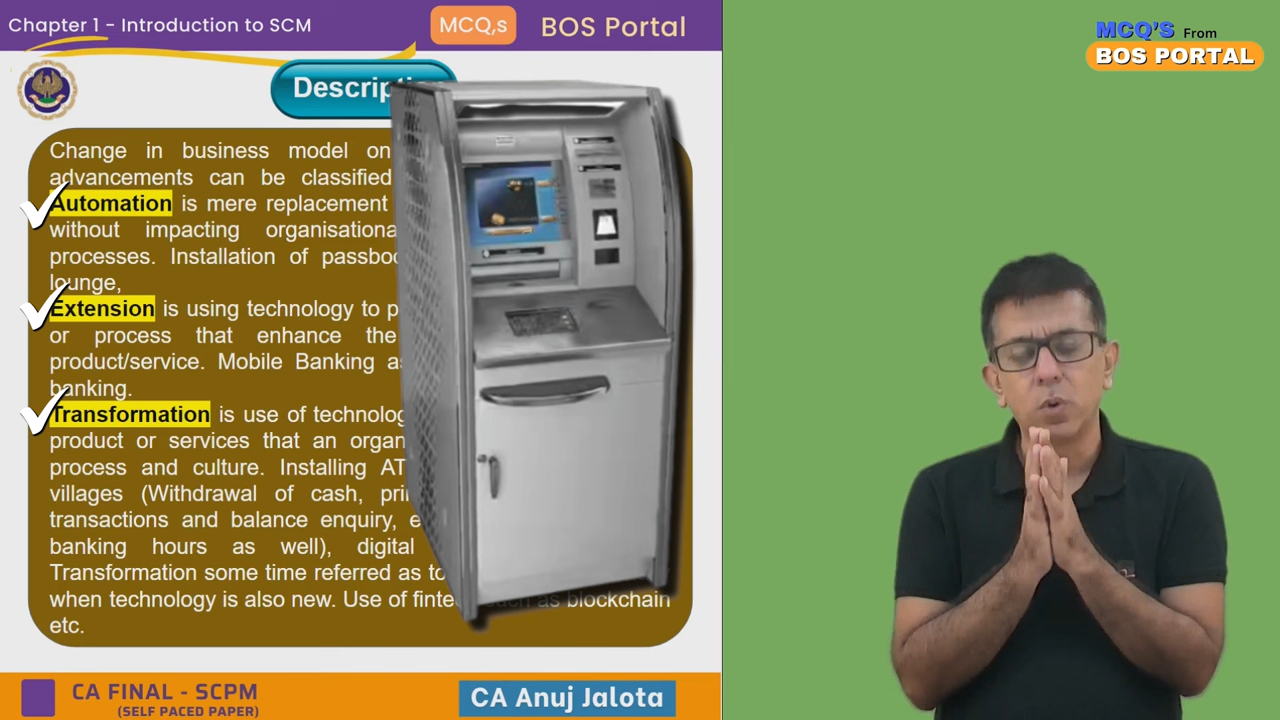 Chapter 1 - Introduction to SCM
MCQ,s
BOS Portal
MCQ'S From
BOS PORTAL
Descript
Change in business model on
advancements can be classified
Automation is mere replacement
without impacting organisationa
processes. Installation of passbo
lounge,
Extension is using technology to p
or process that enhance the
product/service. Mobile Banking as
banking.
Transformation is use of technolog
product or services that an organ
process and culture. Installing AT
villages (Withdrawal of cash, pri
transactions and balance enquiry, e
banking hours as well), digital
Transformation some time referred as to
when technology is also new. Use of finte such as blockchain
etc.
CA FINAL - SCPM
(SELF PACED PAPER)
CA Anuj Jalota